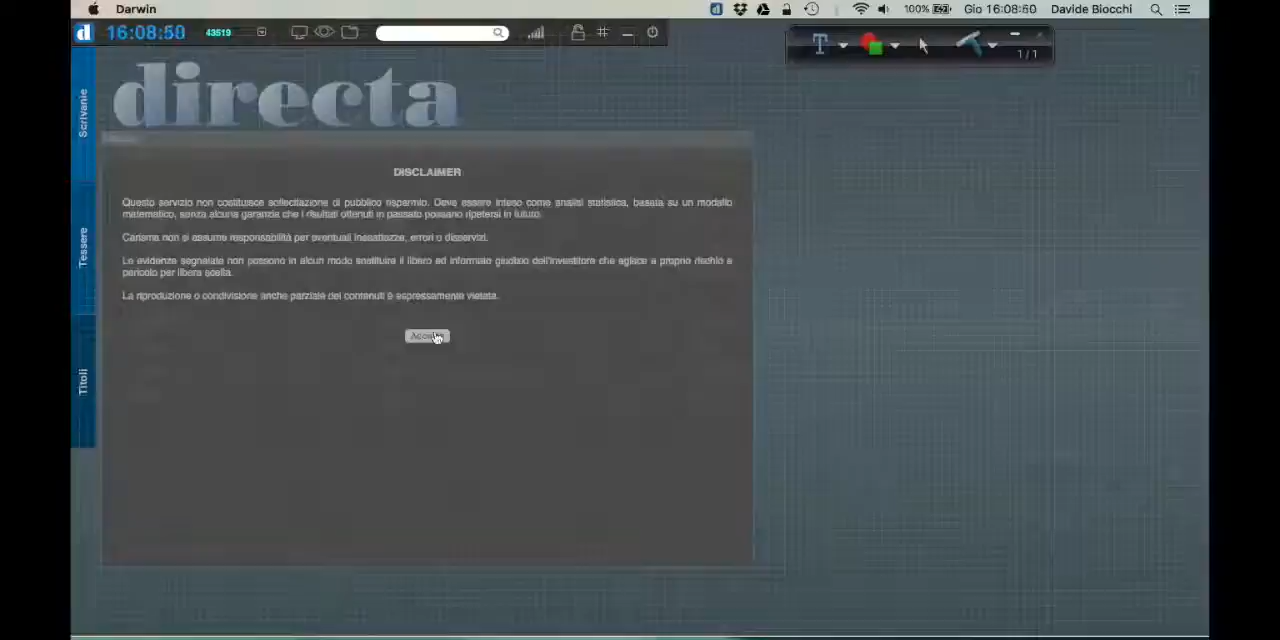 Darwin
100%
Gio 16:08:50
Davide Biocchi
d
16:08:50
43519
T
1/1
directa
Scrivanie
Tessere
Titoli
DISCLAIMER
Questo servizio non costituisce sollecitazione di pubblico risparmio. Deve essere inteso come analisi statistica, basata su un modello
matematico, senza alcuna garanzia che i risultati ottenuti in passato possano ripetersi in futuro.
Carisma non si assume responsabilità per eventuali inesattezze, errori o disservizi.
Le evidenze segnalate non possono in alcun modo sostituire il libero ed informato giudizio dell'investitore che agisce a proprio rischio e
pericolo per libera scelta.
La riproduzione o condivisione anche parziale dei contenuti è espressamente vietata.